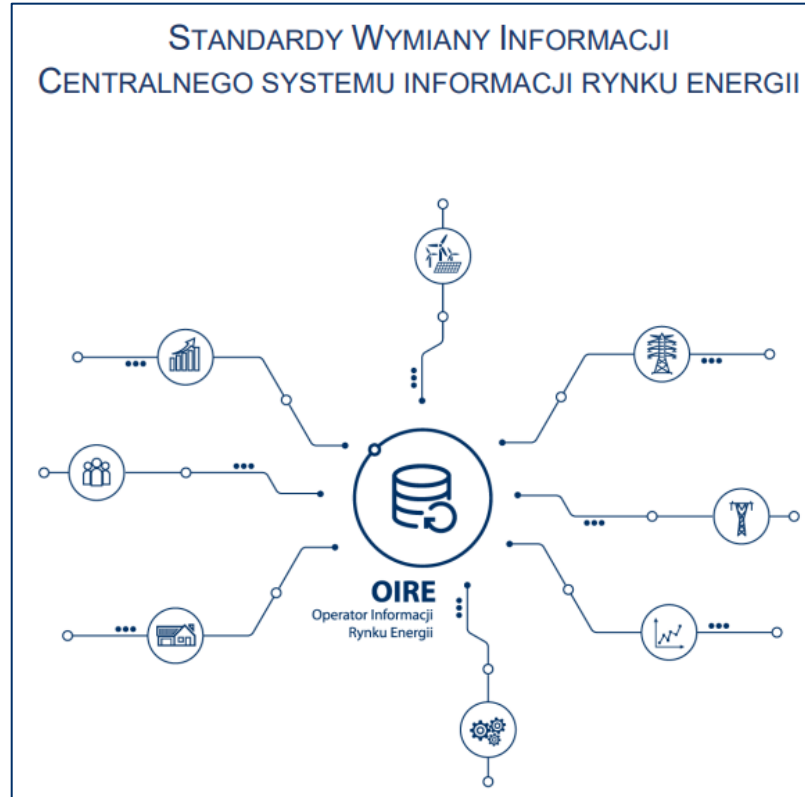 STANDARDY WYMIANY INFORMACJI
CENTRALNEGO SYSTEMU INFORMACJI RYNKU ENERGII
OIRE
Operator Informacji
Rynku Energii